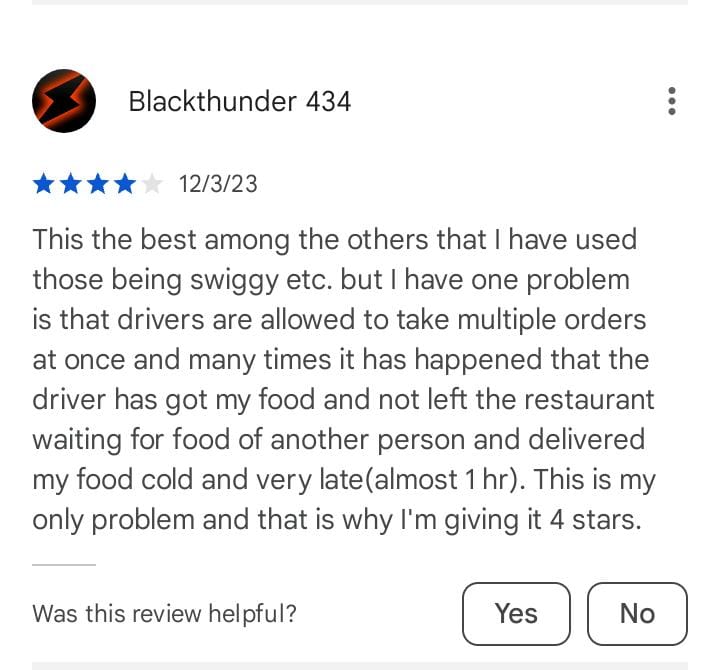 Blackthunder 434
12/3/23
This the best among the others that I have used
those being swiggy etc. but I have one problem
is that drivers are allowed to take multiple orders
at once and many times it has happened that the
driver has got my food and not left the restaurant
waiting for food of another person and delivered
my food cold and very late(almost 1 hr). This is my
only problem and that is why I'm giving it 4 stars.
Was this review helpful?
Yes
No